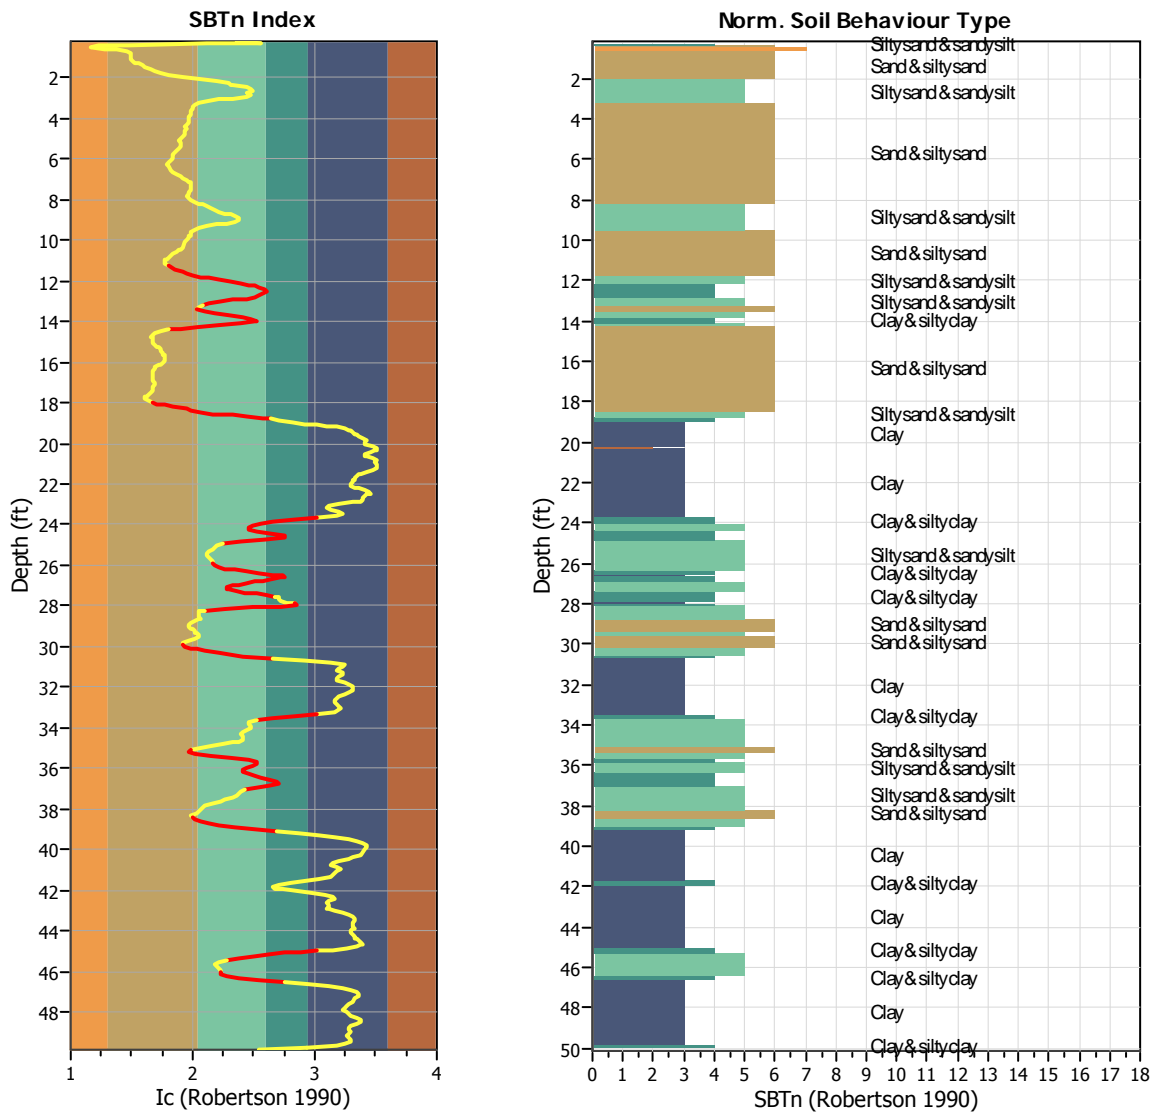 SBTn Index
2
4
6
8
10
12
14
16
18
20
22
24
26
28
30
32
34
36
38
40
42
44
46
48
Depth (ft)
1 2 3 4
Ic (Robertson 1990)
Norm. Soil Behaviour Type
2
4
6
8
10
12
14
16
18
20
22
24
26
28
30
32
34
36
38
40
42
44
46
48
50
Depth (ft)
Silty sand & sandy silt
Sand & silty sand
Silty sand & sandy silt
Sand & silty sand
Silty sand & sandy silt
Sand & silty sand
Silty sand & sandy silt
Silty sand & sandy silt
Clay & silty clay
Sand & silty sand
Silty sand & sandy silt
Clay
Clay
Clay & silty clay
Silty sand & sandy silt
Clay & silty clay
Clay & silty clay
Sand & silty sand
Sand & silty sand
Clay
Clay & silty clay
Sand & silty sand
Silty sand & sandy silt
Silty sand & sandy silt
Sand & silty sand
Clay
Clay & silty clay
Clay
Clay & silty clay
Clay & silty clay
Clay
Clay & silty clay
0 1 2 3 4 5 6 7 8 9 10 11 12 13 14 15 16 17 18
SBTn (Robertson 1990)